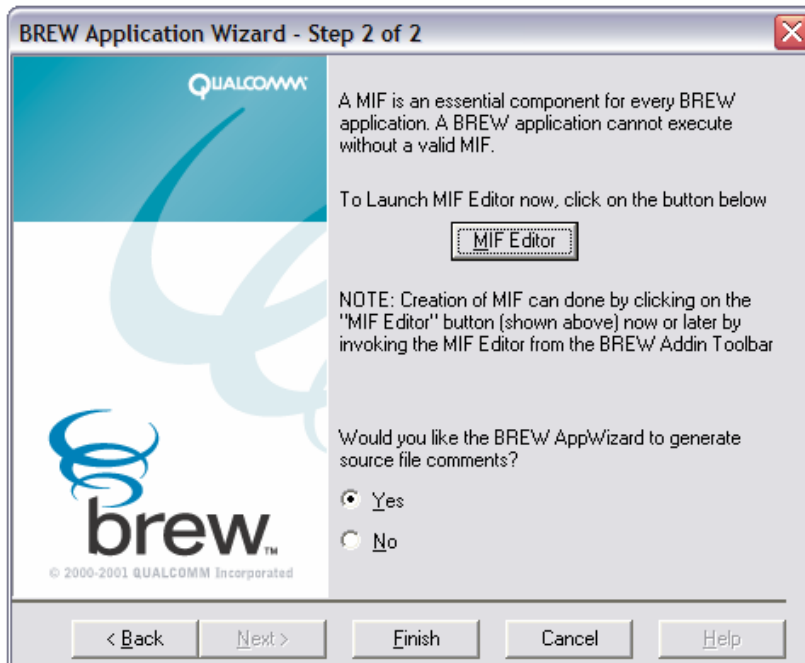 BREW Application Wizard - Step 2 of 2
QUALCOMM
A MIF is an essential component for every BREW
application. A BREW application cannot execute
without a valid MIF.
To Launch MIF Editor now, click on the button below
MIF Editor
NOTE: Creation of MIF can done by clicking on the
"MIF Editor" button (shown above) now or later by
invoking the MIF Editor from the BREW Addin Toolbar
Would you like the BREW AppWizard to generate
source file comments?
Yes
No
brew™
© 2000-2001 QUALCOMM Incorporated
< Back
Next >
Finish
Cancel
Help